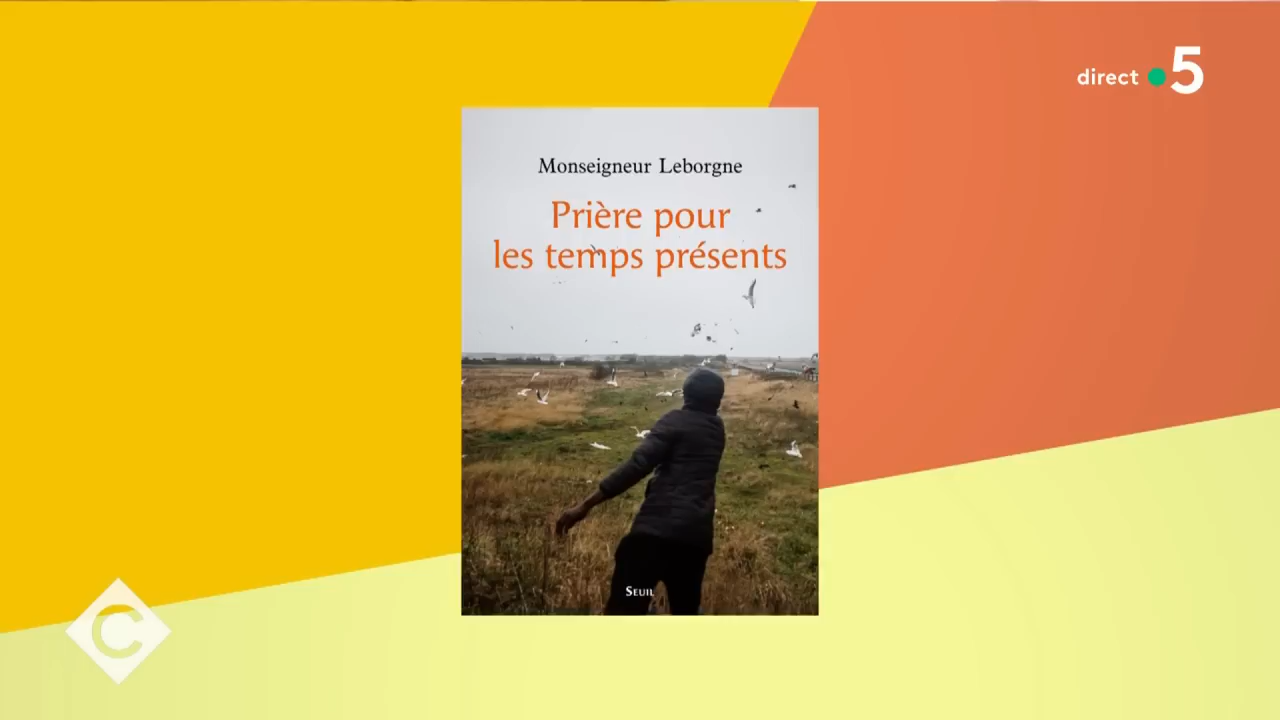 direct 5
Monseigneur Leborgne
Prière pour
les temps présents
SEUIL
C